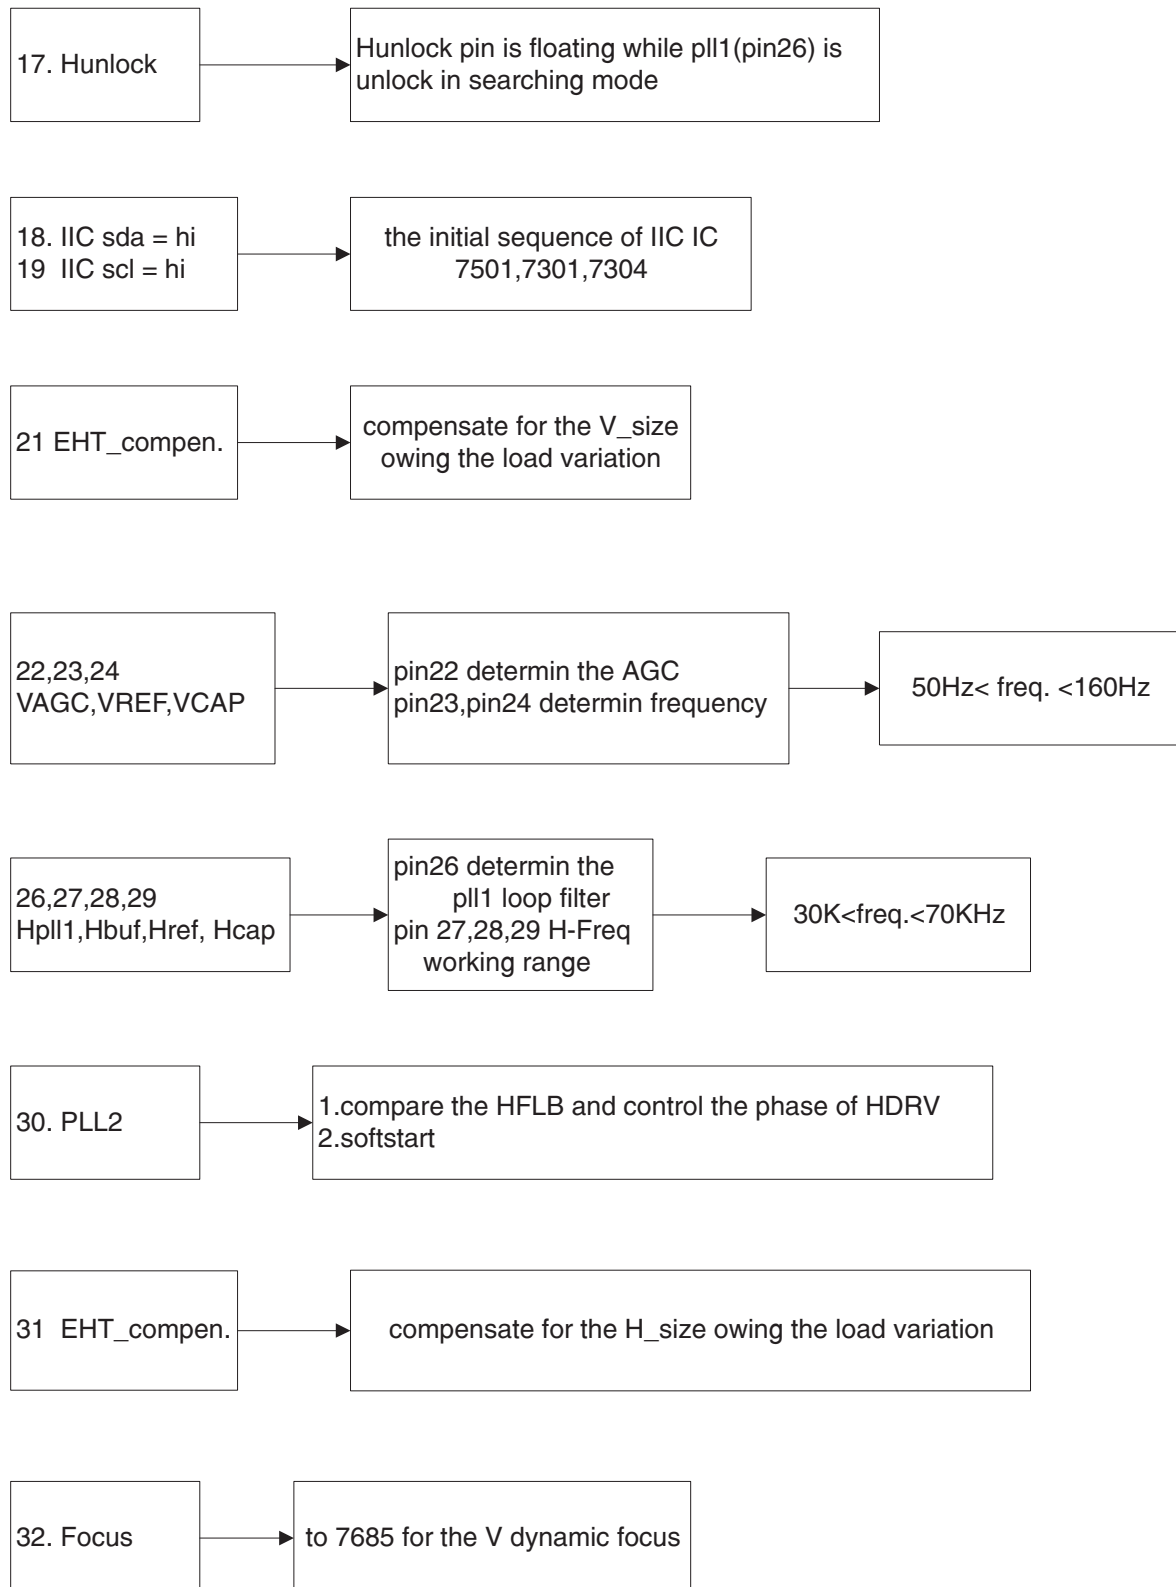 17. Hunlock
Hunlock pin is floating while pll1(pin26) is
unlock in searching mode
18. IIC sda = hi
19 IIC scl = hi
the initial sequence of IIC IC
7501,7301,7304
21 EHT_compen.
compensate for the V_size
owing the load variation
22,23,24
VAGC,VREF,VCAP
pin22 determin the AGC
pin23,pin24 determin frequency
50Hz< freq. <160Hz
26,27,28,29
Hpll1,Hbuf,Href, Hcap
pin26 determin the
pll1 loop filter
pin 27,28,29 H-Freq
working range
30K<freq.<70KHz
30. PLL2
1.compare the HFLB and control the phase of HDRV
2.softstart
31 EHT_compen.
compensate for the H_size owing the load variation
32. Focus
to 7685 for the V dynamic focus